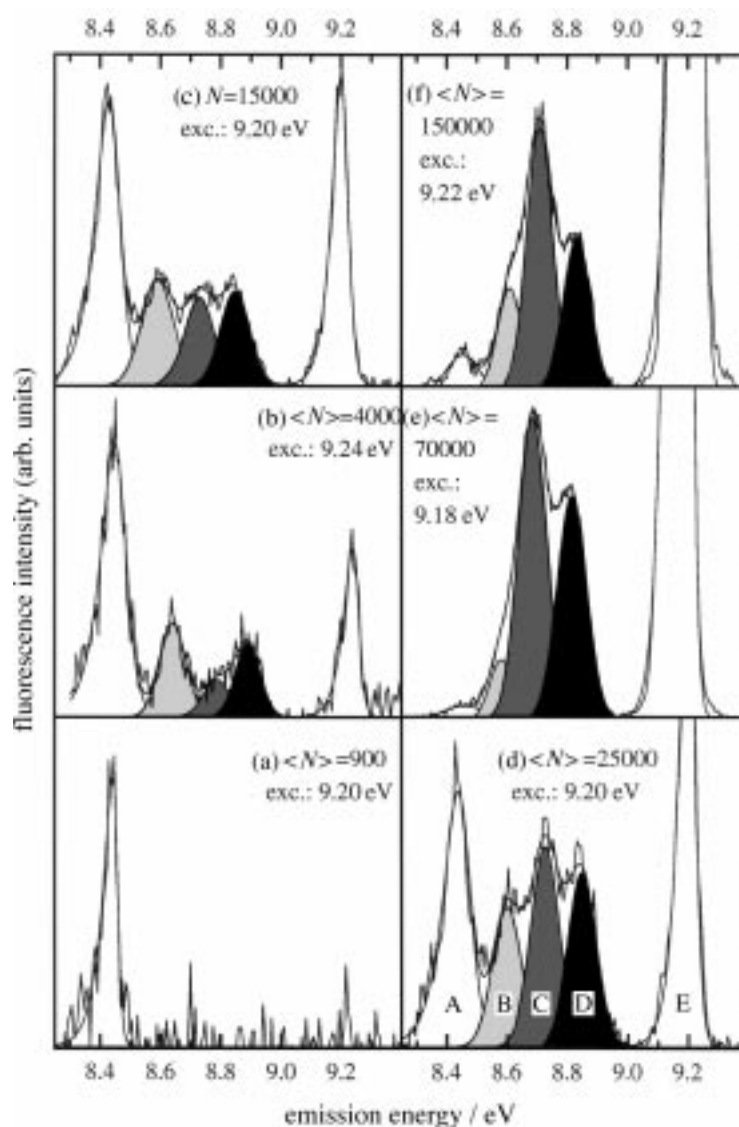 8.4 8.6 8.8 9.0 9.2 8.4 8.6 8.8 9.0 9.2
(c) N=15000
exc.: 9.20 eV
(f) <N>=
150000
exc.:
9.22 eV
(b) <N>=4000
exc.: 9.24 eV
(e)<N>=
70000
exc.:
9.18 eV
(a) <N>=900
exc.: 9.20 eV
(d) <N>=25000
exc.: 9.20 eV
A B C D E
fluorescence intensity (arb. units)
8.4 8.6 8.8 9.0 9.2 8.4 8.6 8.8 9.0 9.2
emission energy / eV